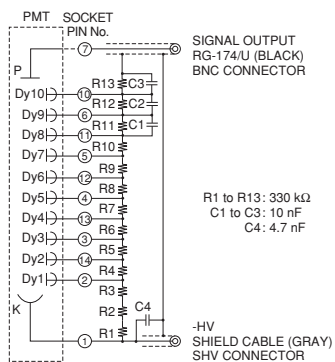 PMT
SOCKET
PIN No.
SIGNAL OUTPUT
RG-174/U (BLACK)
BNC CONNECTOR
7
P
R13 C3
Dy10 10
R12 C2
Dy9 6
R11 C1
Dy8 11
R10
Dy7 5
R9
Dy6 12
R8
Dy5 4
R7
Dy4 13
R6
Dy3 3
R5
Dy2 14
R4
Dy1 2
R3
R2
R1
C4
K
1
R1 to R13: 330 kΩ
C1 to C3: 10 nF
C4: 4.7 nF
-HV
SHIELD CABLE (GRAY)
SHV CONNECTOR